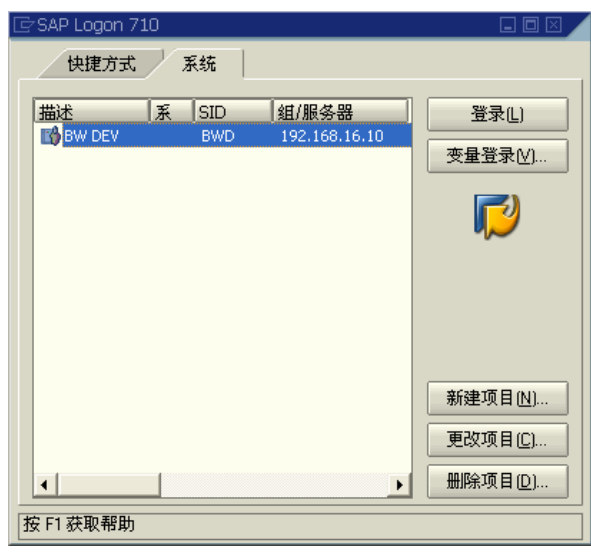 SAP Logon 710
快捷方式 系统
描述 系 SID 组/服务器
BW DEV BWD 192.168.16.10
登录(L)
变量登录(V)...
新建项目(N)...
更改项目(C)...
删除项目(D)...
按 F1 获取帮助